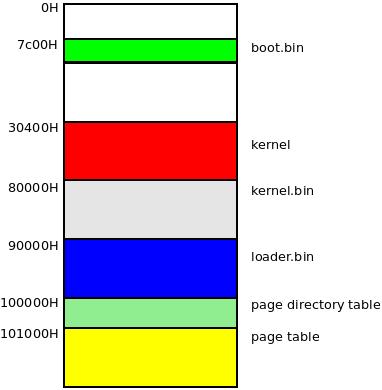 0H
7c00H
boot.bin
30400H
kernel
80000H
kernel.bin
90000H
loader.bin
100000H
page directory table
101000H
page table